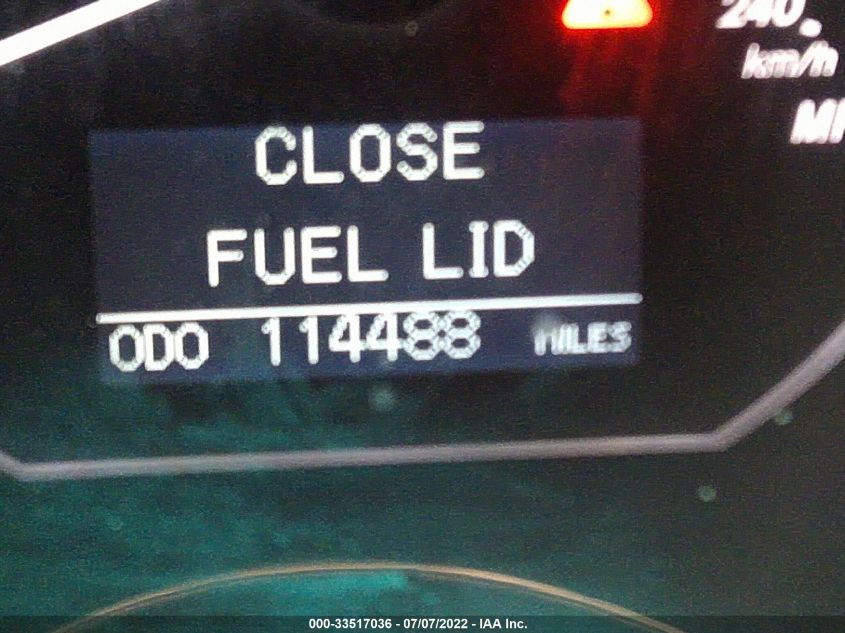 240
km/h
CLOSE
FUEL LID
ODO 114488 MILES
000-33517036 - 07/07/2022 - IAA Inc.